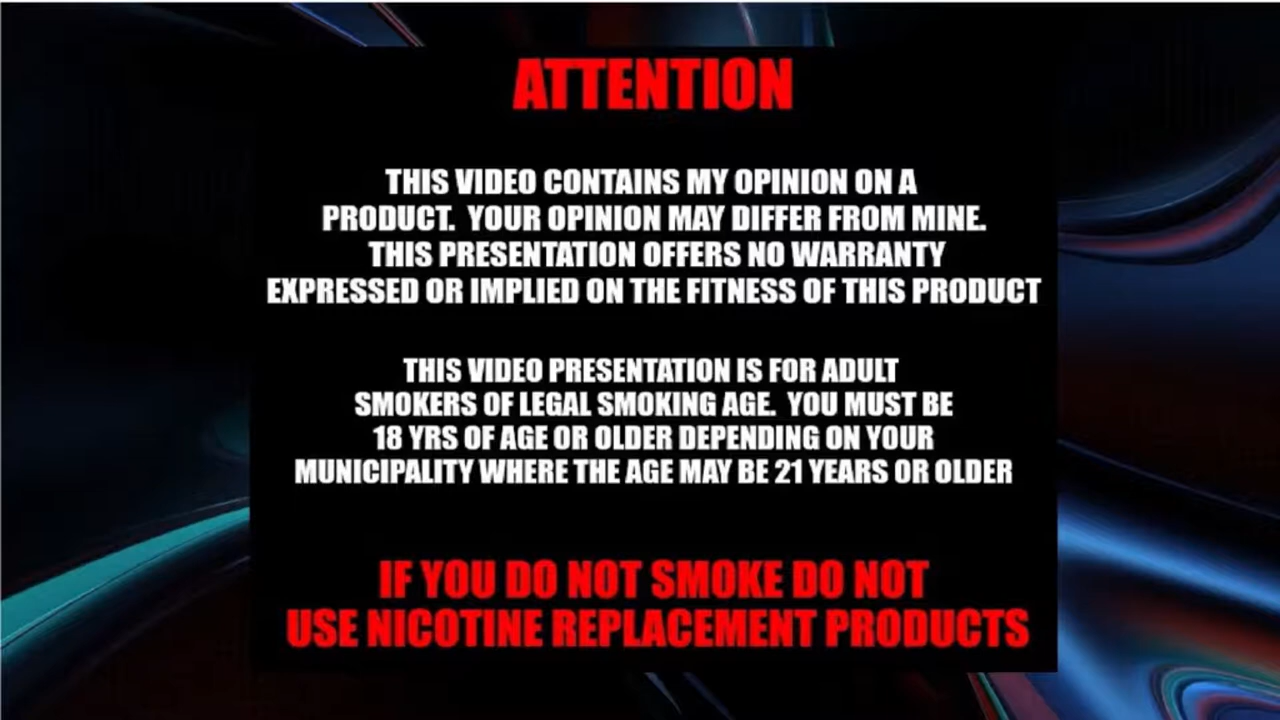 ATTENTION
THIS VIDEO CONTAINS MY OPINION ON A
PRODUCT. YOUR OPINION MAY DIFFER FROM MINE.
THIS PRESENTATION OFFERS NO WARRANTY
EXPRESSED OR IMPLIED ON THE FITNESS OF THIS PRODUCT
THIS VIDEO PRESENTATION IS FOR ADULT
SMOKERS OF LEGAL SMOKING AGE. YOU MUST BE
18 YRS OF AGE OR OLDER DEPENDING ON YOUR
MUNICIPALITY WHERE THE AGE MAY BE 21 YEARS OR OLDER
IF YOU DO NOT SMOKE DO NOT
USE NICOTINE REPLACEMENT PRODUCTS